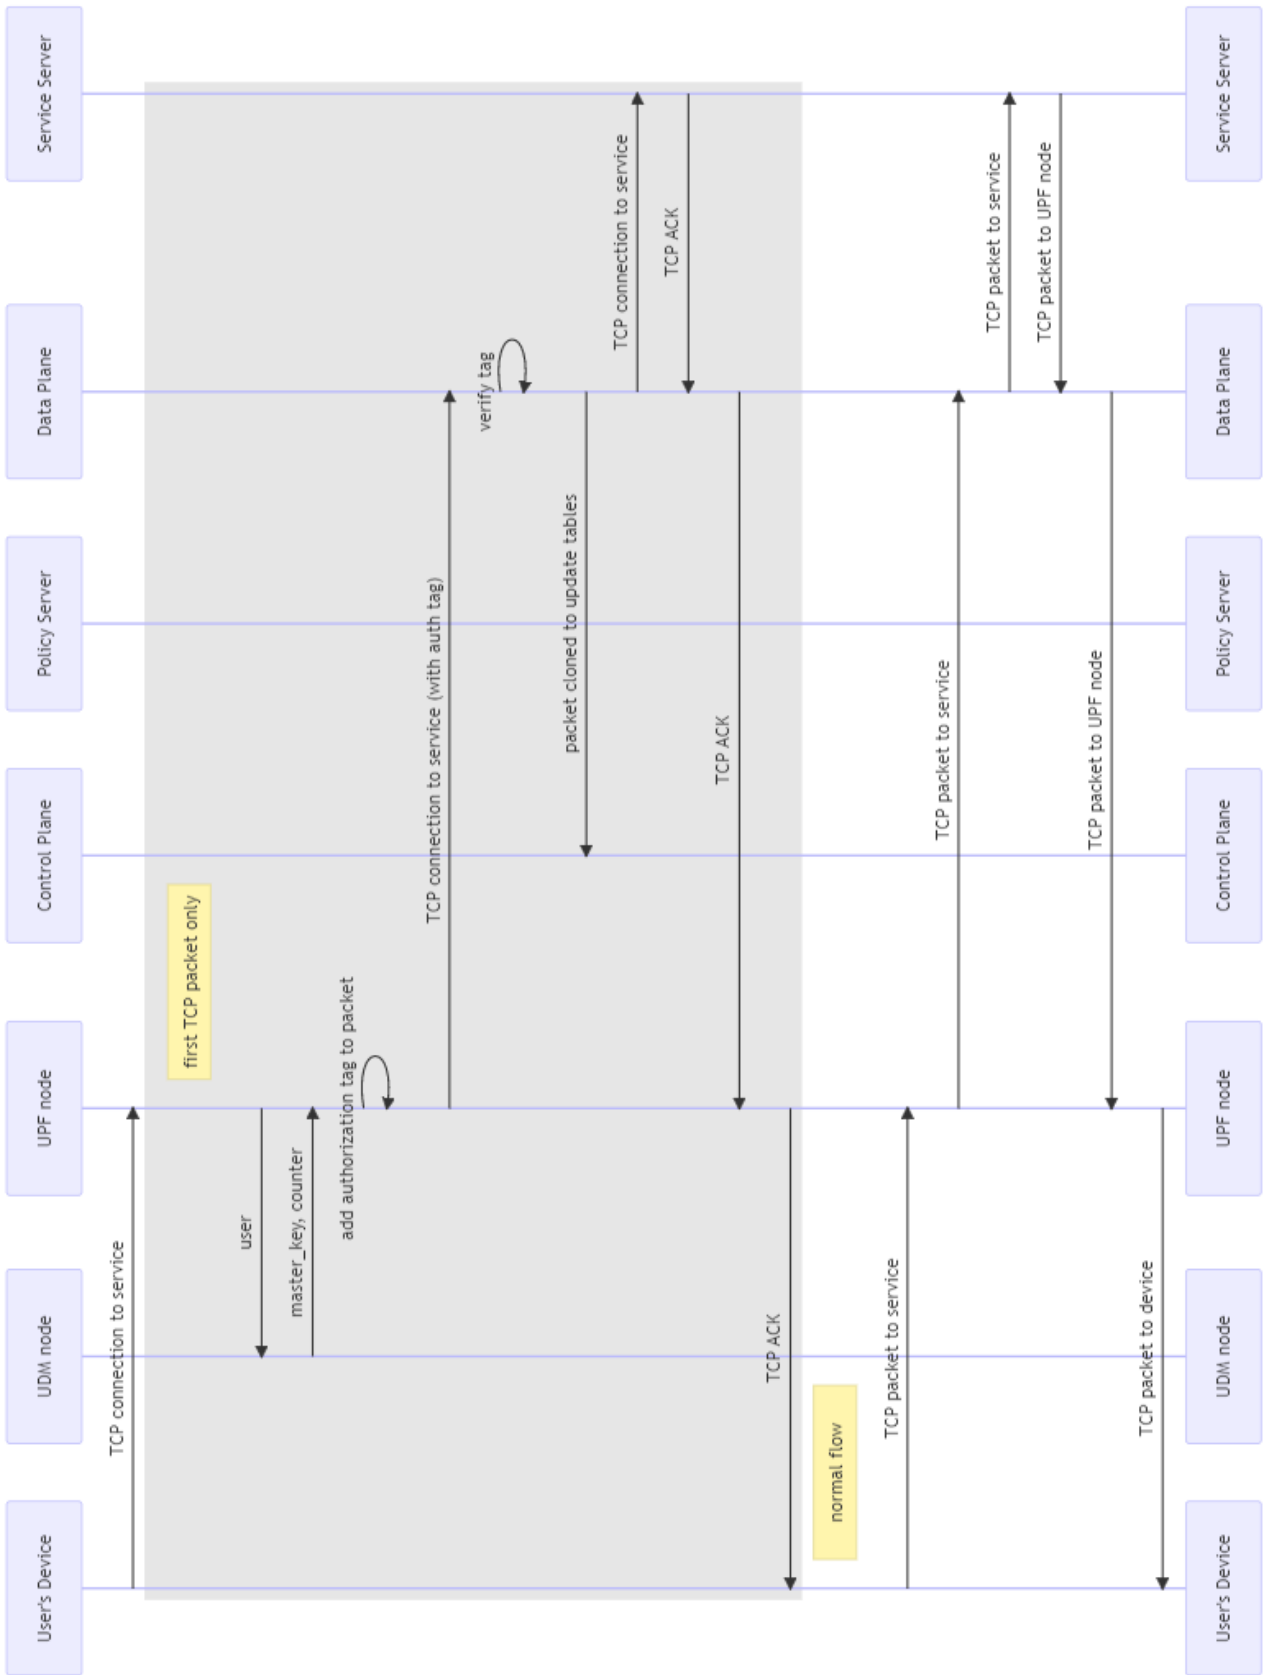 User's Device
UDM node
UPF node
Control Plane
Policy Server
Data Plane
Service Server
TCP connection to service
first TCP packet only
user
master_key, counter
add authorization tag to packet
TCP connection to service (with auth tag)
verify tag
packet cloned to update tables
TCP connection to service
TCP ACK
TCP ACK
TCP ACK
normal flow
TCP packet to service
TCP packet to service
TCP packet to service
TCP packet to UPF node
TCP packet to UPF node
TCP packet to device
User's Device
UDM node
UPF node
Control Plane
Policy Server
Data Plane
Service Server